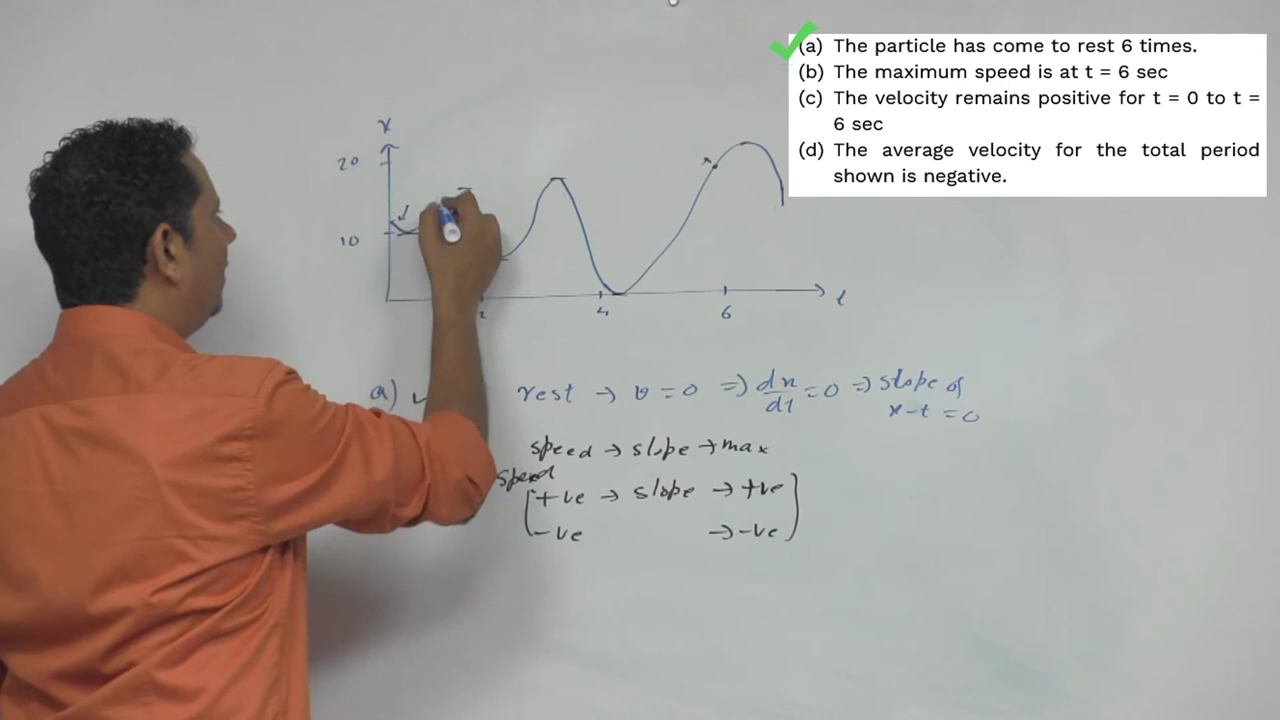 (a) The particle has come to rest 6 times.
(b) The maximum speed is at t = 6 sec
(c) The velocity remains positive for t = 0 to t =
6 sec
(d) The average velocity for the total period
shown is negative.
x
20
10
2
4
6
t
a)
rest → v = 0 => dx/dt = 0 => slope of
x-t = 0
speed → slope → max
speed
+ve → slope → +ve
-ve → -ve